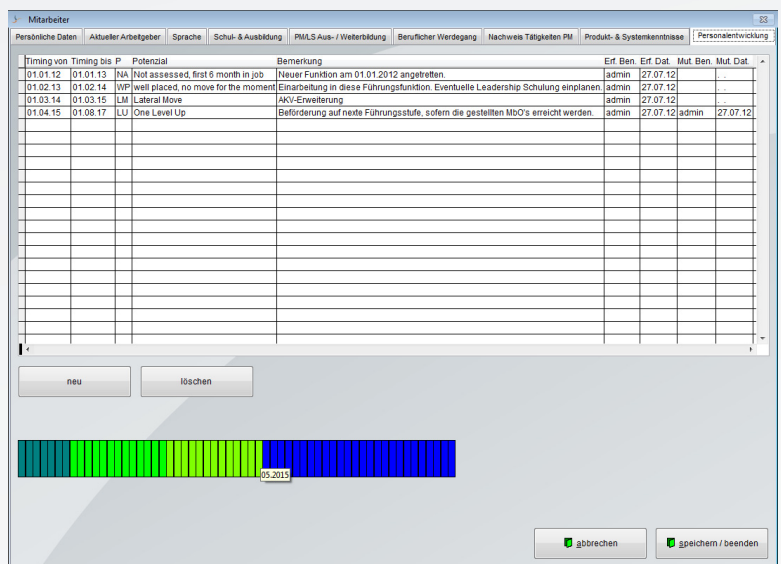 Mitarbeiter
Persönliche Daten Aktueller Arbeitgeber Sprache Schul- & Ausbildung PM/LS Aus- / Weiterbildung Beruflicher Werdegang Nachweis Tätigkeiten PM Produkt- & Systemkenntnisse Personalentwicklung
Timing von Timing bis P Potenzial Bemerkung Erf. Ben. Erf. Dat. Mut. Ben. Mut. Dat.
01.01.12 01.01.13 NA Not assessed, first 6 month in job Neuer Funktion am 01.01.2012 angetretten. admin 27.07.12 . .
01.02.13 01.02.14 WP well placed, no move for the moment Einarbeitung in diese Führungsfunktion. Eventuelle Leadership Schulung einplanen. admin 27.07.12 . .
01.03.14 01.03.15 LM Lateral Move AKV-Erweiterung admin 27.07.12 . .
01.04.15 01.08.17 LU One Level Up Beförderung auf nexte Führungsstufe, sofern die gestellten MbO's erreicht werden. admin 27.07.12 admin 27.07.12
neu löschen
05.2015
abbrechen speichern / beenden